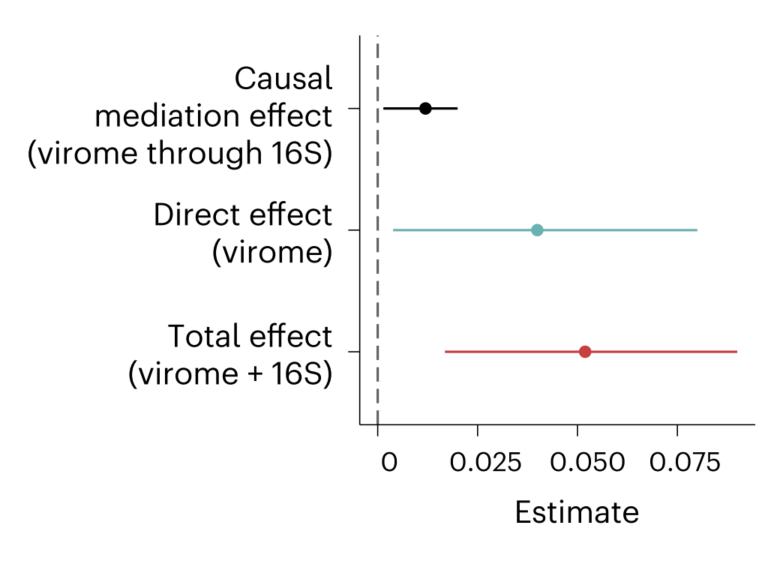 Causal
mediation effect
(virome through 16S)
Direct effect
(virome)
Total effect
(virome + 16S)
0 0.025 0.050 0.075
Estimate